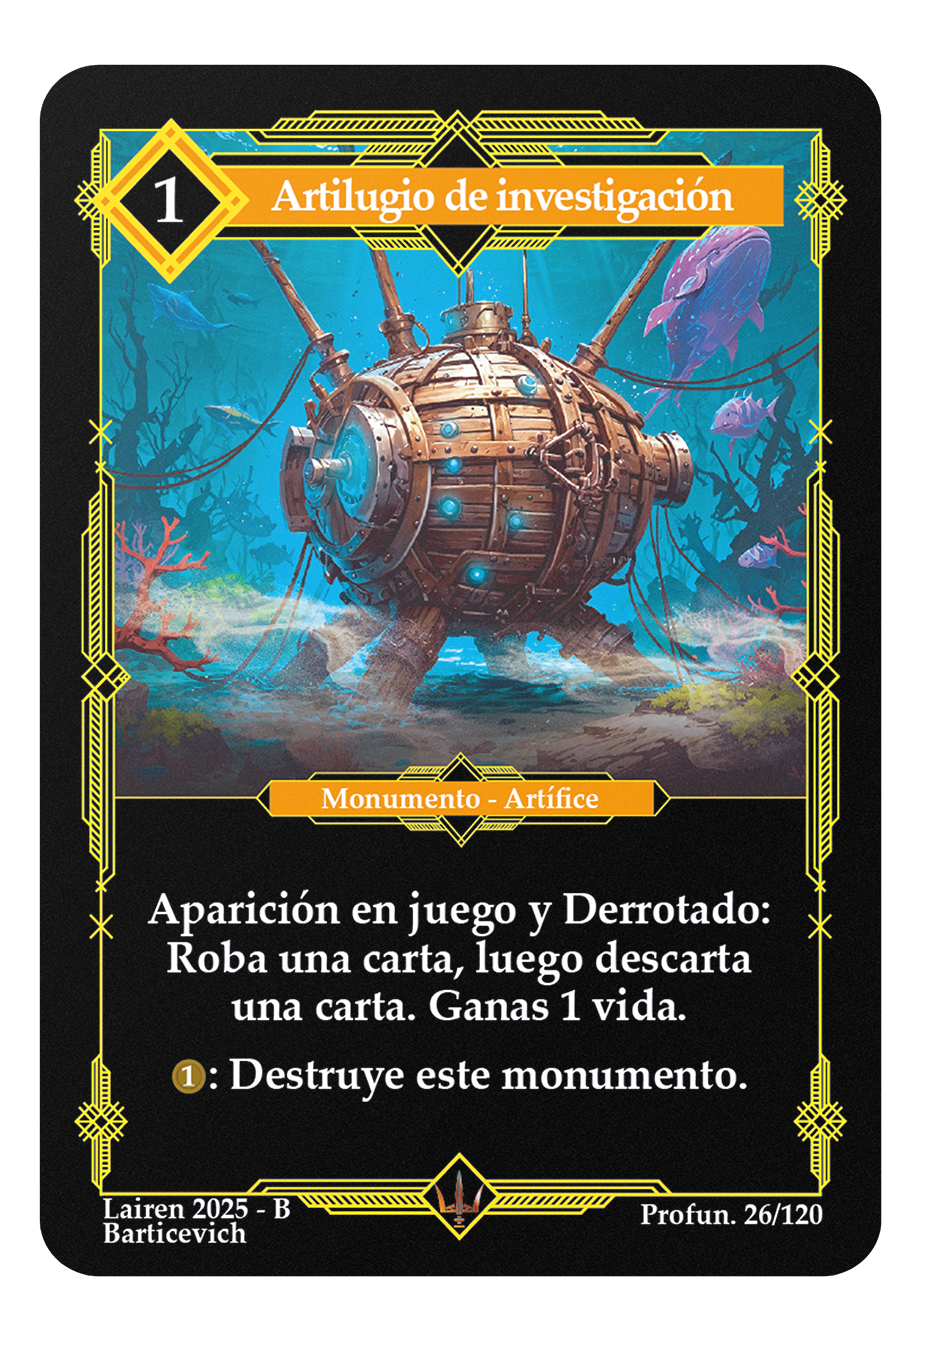 1
Artilugio de investigación
Monumento - Artífice
Aparición en juego y Derrotado:
Roba una carta, luego descarta
una carta. Ganas 1 vida.
1: Destruye este monumento.
Lairen 2025 - B
Barticevich
Profun. 26/120